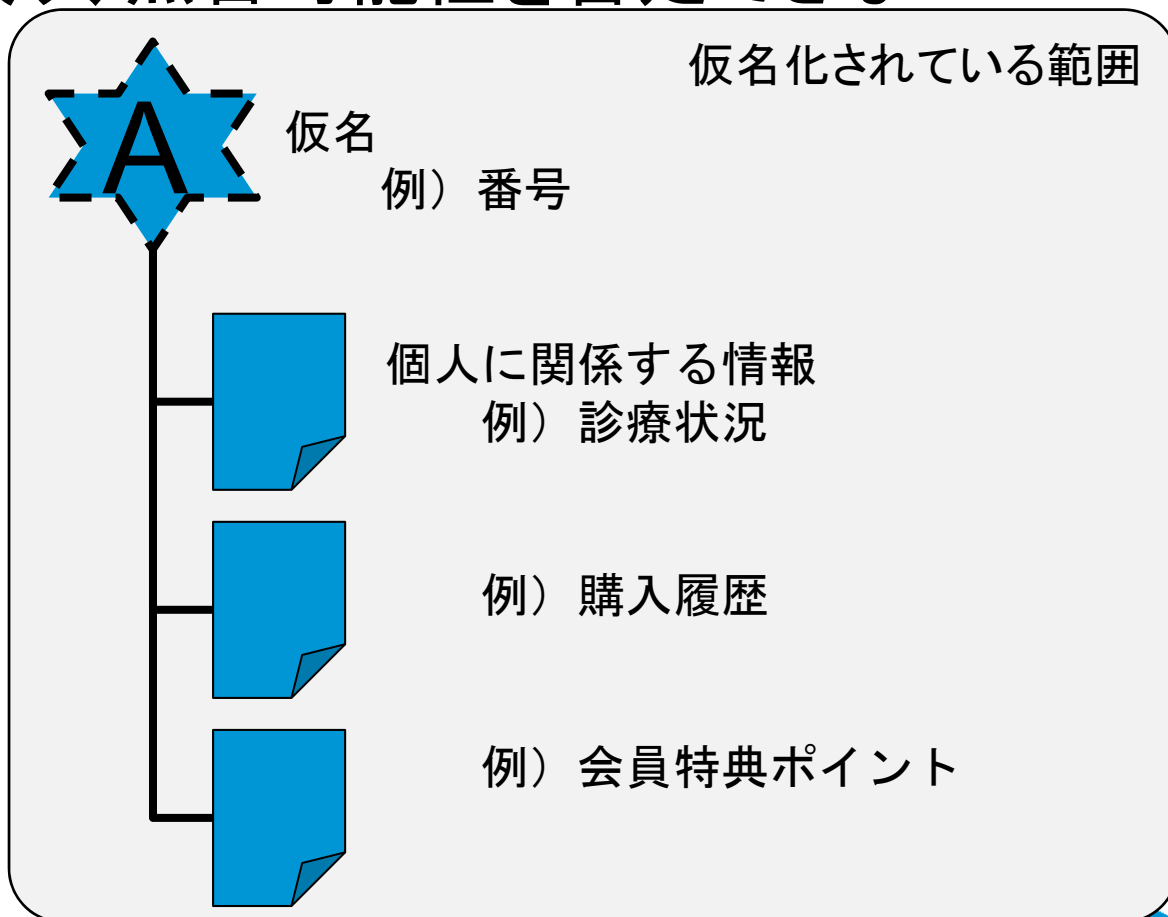 仮名化されている範囲
A
仮名
例）番号
個人に関係する情報
例）診療状況
例）購入履歴
例）会員特典ポイント